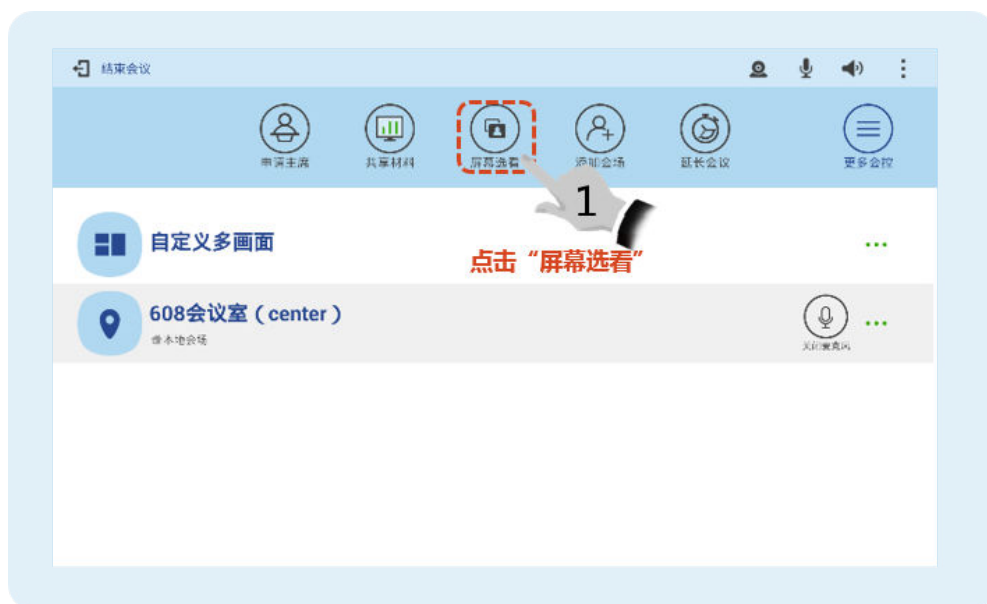 结束会议
申请主席
共享材料
屏幕选看
添加会场
延长会议
更多会控
1
自定义多画面
点击“屏幕选看”
608会议室（center）
本地会场
关闭麦克风